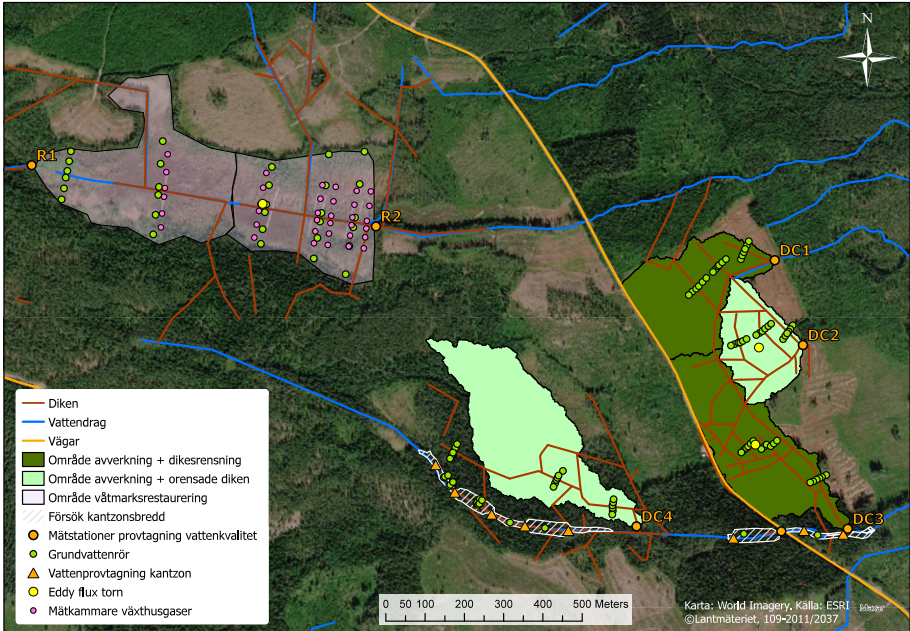 N
R1
R2
DC1
DC2
DC3
DC4
Diken
Vattendrag
Vägar
Område avverkning + dikesrensning
Område avverkning + orensade diken
Område våtmarksrestaurering
Försök kantzonsbredd
Mätstationer provtagning vattenkvalitet
Grundvattenrör
Vattenprovtagning kantzon
Eddy flux torn
Mätkammare växthusgaser
0 50 100 200 300 400 500 Meters
Karta: World Imagery, Källa: ESRI
©Lantmäteriet, 109-2011/2037
Maxar